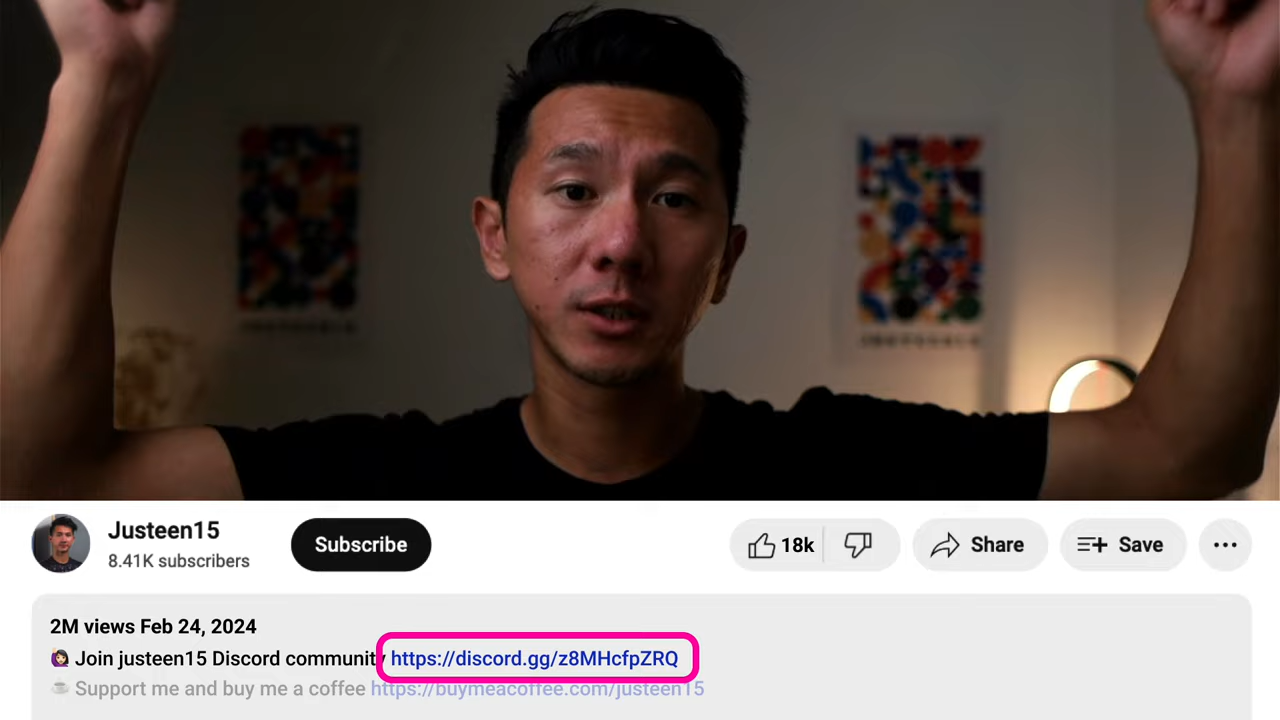 Justeen15
8.41K subscribers
Subscribe
18k
Share
Save
2M views Feb 24, 2024
🙋🏻‍♀️ Join justeen15 Discord community https://discord.gg/z8MHcfpZRQ
☕ Support me and buy me a coffee https://buymeacoffee.com/justeen15